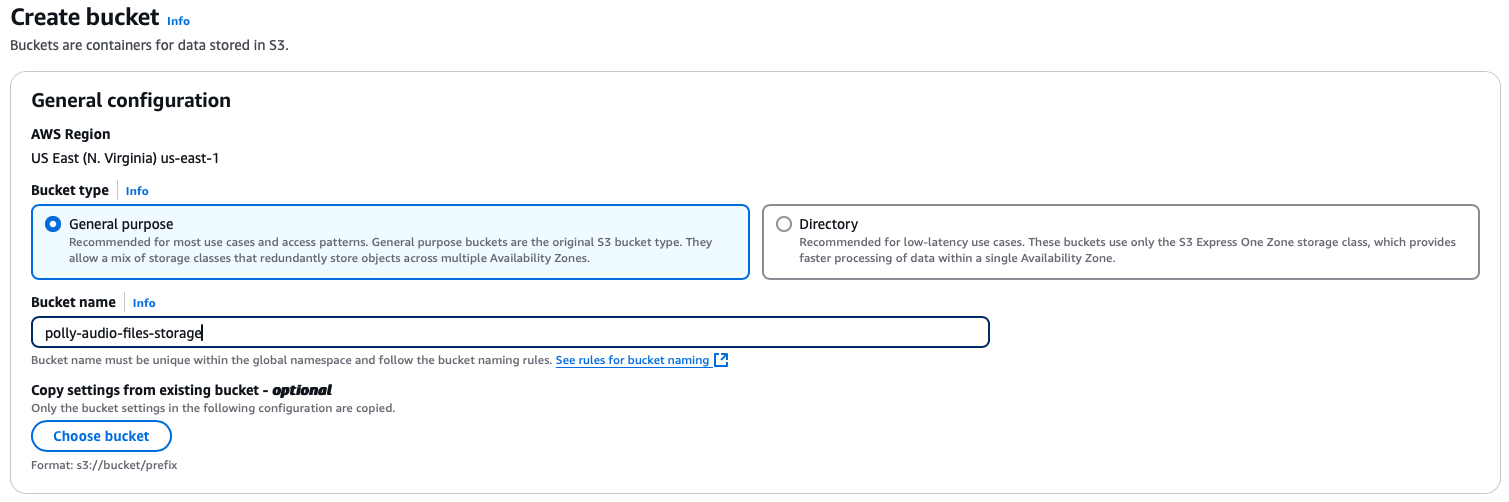 Create bucket Info
Buckets are containers for data stored in S3.
General configuration
AWS Region
US East (N. Virginia) us-east-1
Bucket type Info
General purpose
Recommended for most use cases and access patterns. General purpose buckets are the original S3 bucket type. They
allow a mix of storage classes that redundantly store objects across multiple Availability Zones.
Directory
Recommended for low-latency use cases. These buckets use only the S3 Express One Zone storage class, which provides
faster processing of data within a single Availability Zone.
Bucket name Info
polly-audio-files-storage
Bucket name must be unique within the global namespace and follow the bucket naming rules. See rules for bucket naming
Copy settings from existing bucket - optional
Only the bucket settings in the following configuration are copied.
Choose bucket
Format: s3://bucket/prefix